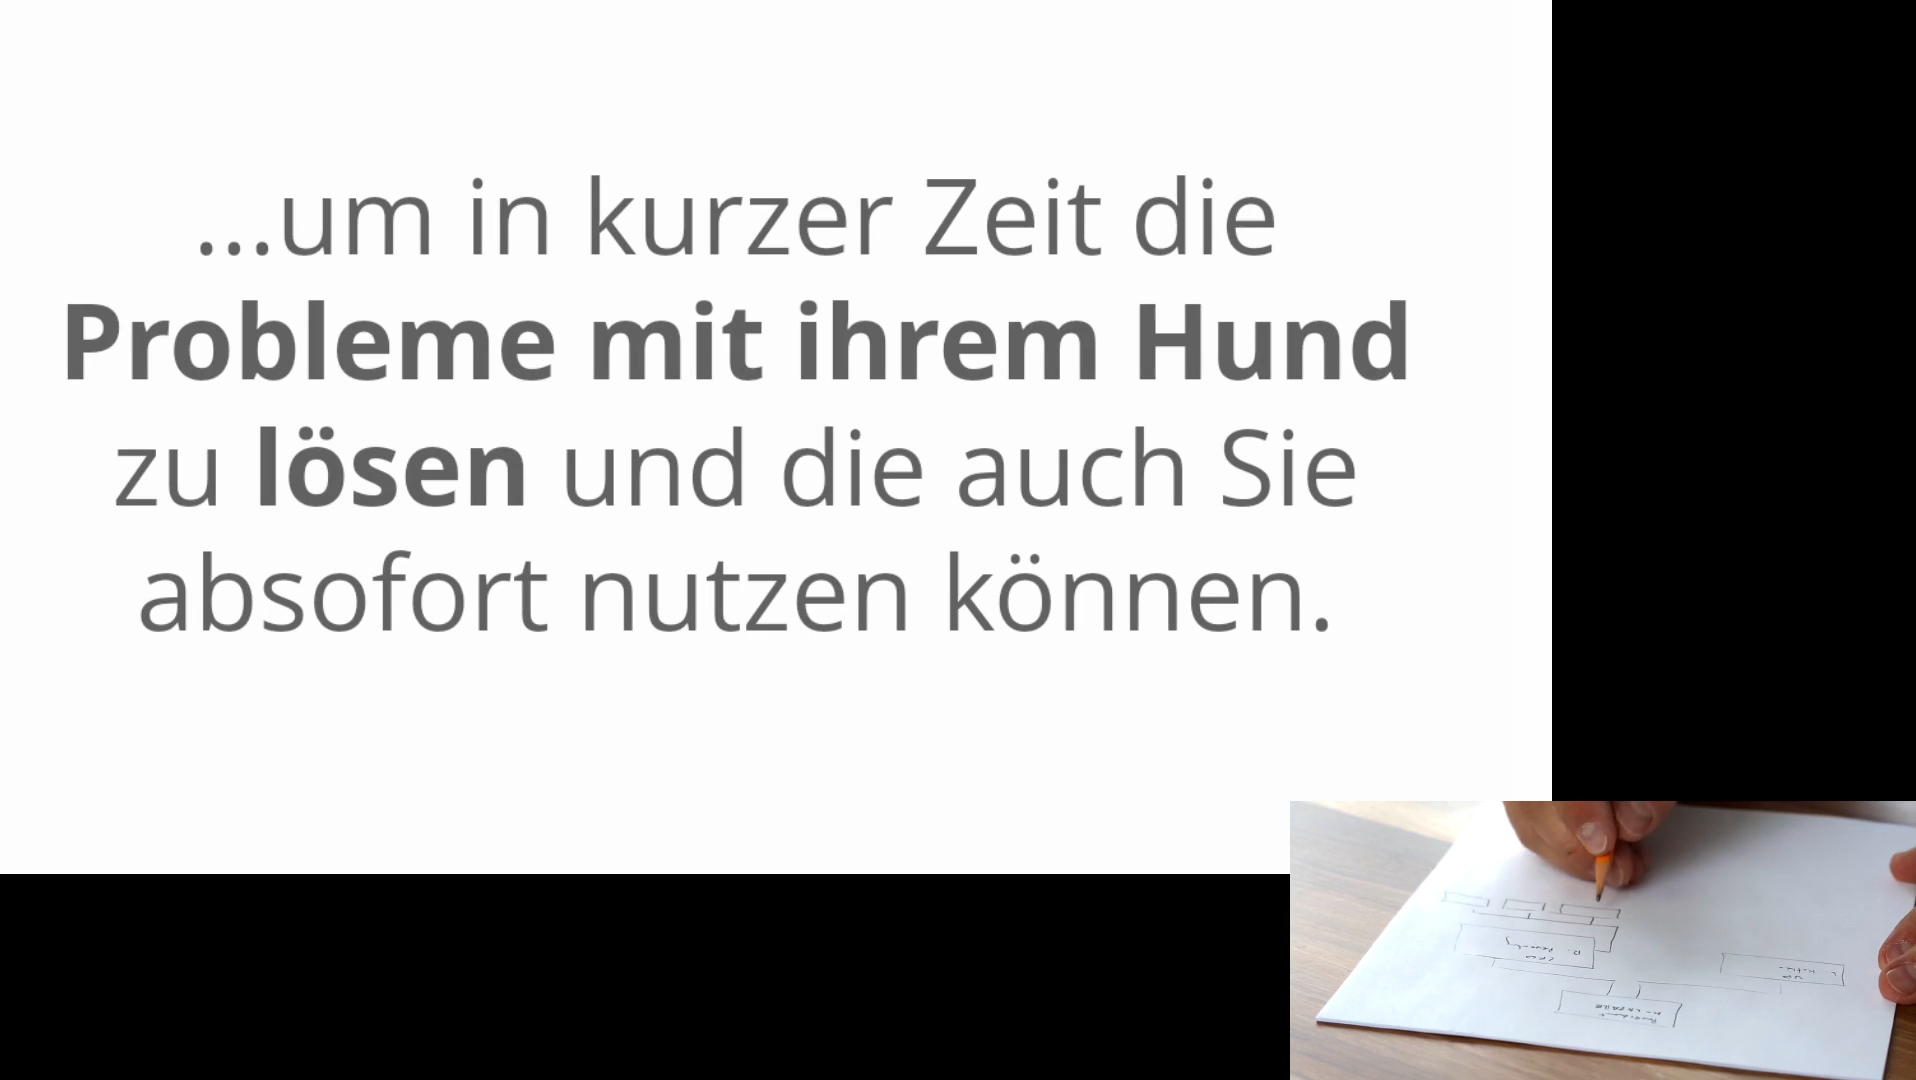 ...um in kurzer Zeit die
Probleme mit ihrem Hund
zu lösen und die auch Sie
absofort nutzen können.